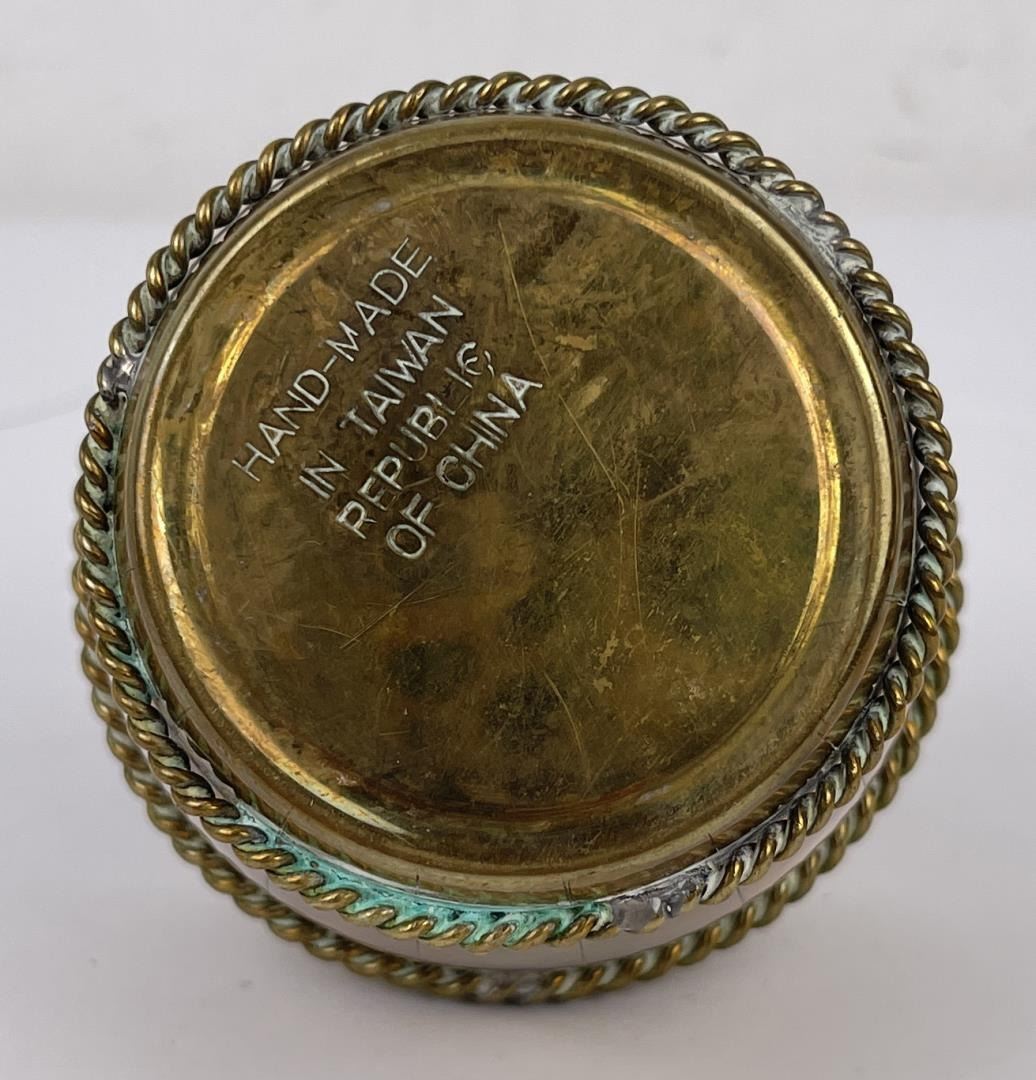 HAND-MADE
IN TAIWAN
REPUBLIC
OF CHINA